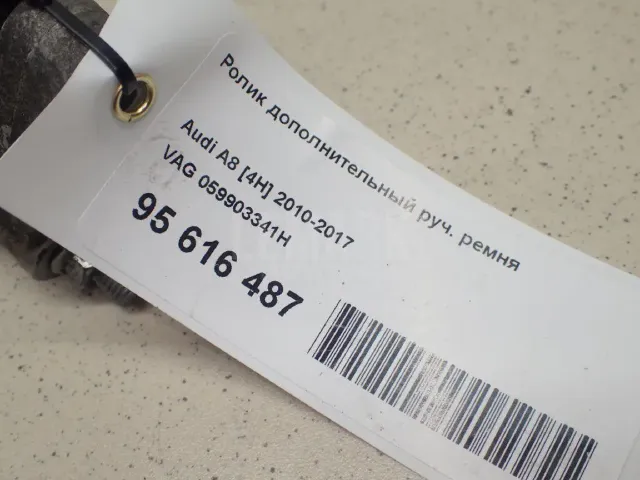 Ролик дополнительный руч. ремня
Audi A8 [4H] 2010-2017
VAG 059903341H
95 616 487